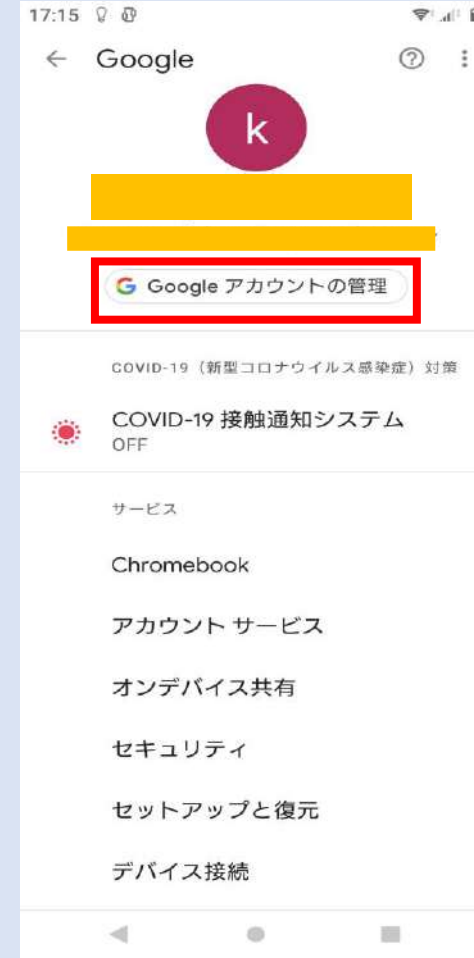 17:15
Google
k
Google アカウントの管理
COVID-19（新型コロナウイルス感染症）対策
COVID-19 接触通知システム
OFF
サービス
Chromebook
アカウント サービス
オンデバイス共有
セキュリティ
セットアップと復元
デバイス接続